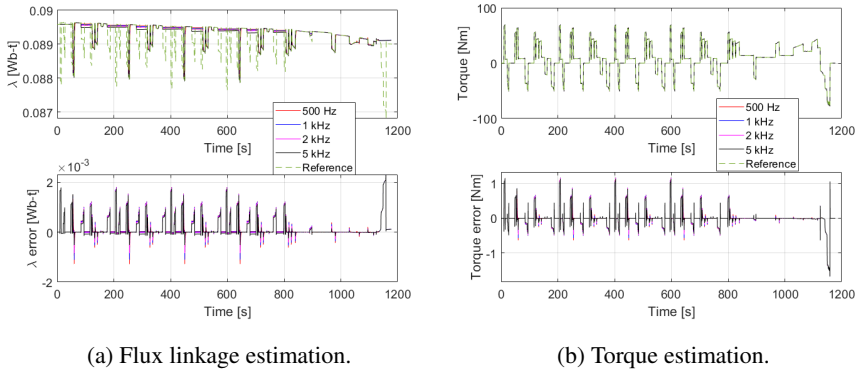 0.09
0.089
0.088
0.087
λ [Wb-t]
0 200 400 600 800 1000 1200
Time [s]
500 Hz
1 kHz
2 kHz
5 kHz
Reference
× 10⁻³
2
0
-2
λ error [Wb-t]
0 200 400 600 800 1000 1200
Time [s]
(a) Flux linkage estimation.
100
0
-100
Torque [Nm]
0 200 400 600 800 1000 1200
Time [s]
500 Hz
1 kHz
2 kHz
5 kHz
Reference
1
0
-1
Torque error [Nm]
0 200 400 600 800 1000 1200
Time [s]
(b) Torque estimation.